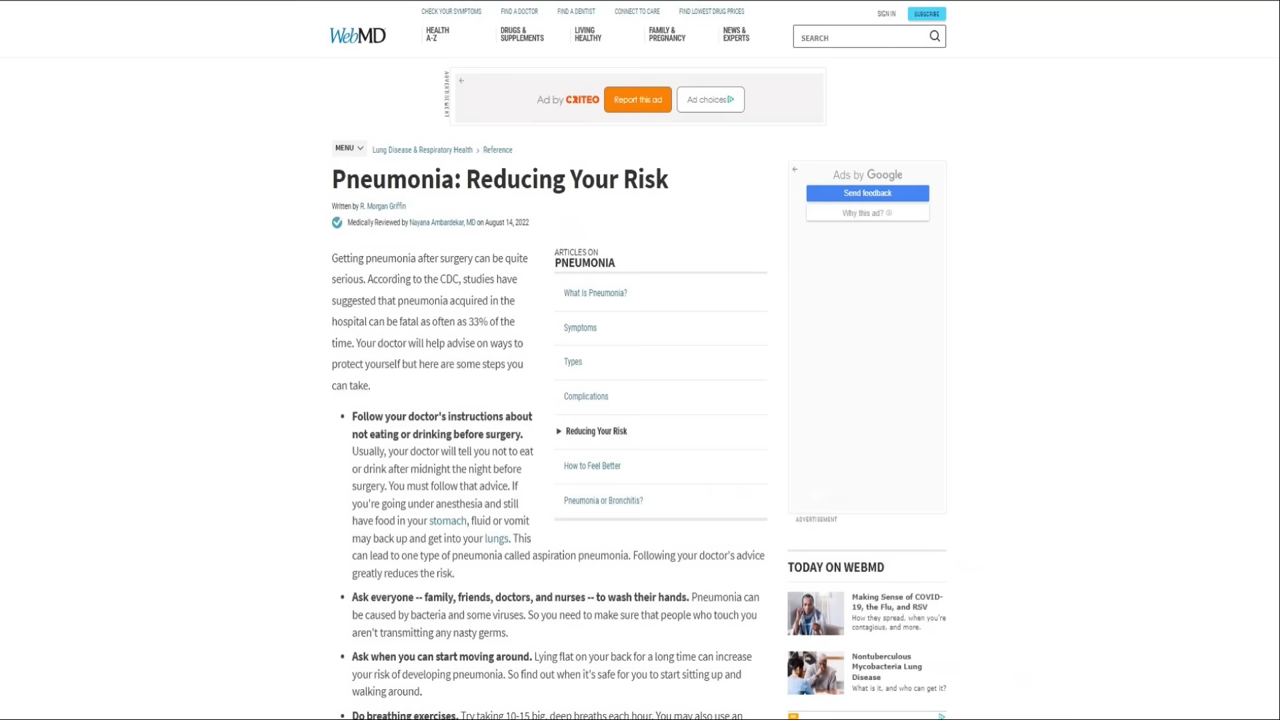 CHECK YOUR SYMPTOMS FIND A DOCTOR FIND A DENTIST CONNECT TO CARE FIND LOWEST DRUG PRICES
SIGN IN SUBSCRIBE
WebMD
HEALTH A-Z
DRUGS & SUPPLEMENTS
LIVING HEALTHY
FAMILY & PREGNANCY
NEWS & EXPERTS
SEARCH
ADVERTISEMENT
Ad by CRITEO Report this ad Ad choices
MENU Lung Disease & Respiratory Health > Reference
Pneumonia: Reducing Your Risk
Written by R. Morgan Griffin
Medically Reviewed by Nayana Ambardekar, MD on August 14, 2022
Getting pneumonia after surgery can be quite
serious. According to the CDC, studies have
suggested that pneumonia acquired in the
hospital can be fatal as often as 33% of the
time. Your doctor will help advise on ways to
protect yourself but here are some steps you
can take.
ARTICLES ON
PNEUMONIA
What Is Pneumonia?
Symptoms
Types
Complications
Reducing Your Risk
How to Feel Better
Pneumonia or Bronchitis?
• Follow your doctor's instructions about
not eating or drinking before surgery.
Usually, your doctor will tell you not to eat
or drink after midnight the night before
surgery. You must follow that advice. If
you're going under anesthesia and still
have food in your stomach, fluid or vomit
may back up and get into your lungs. This
can lead to one type of pneumonia called aspiration pneumonia. Following your doctor's advice
greatly reduces the risk.
• Ask everyone -- family, friends, doctors, and nurses -- to wash their hands. Pneumonia can
be caused by bacteria and some viruses. So you need to make sure that people who touch you
aren't transmitting any nasty germs.
• Ask when you can start moving around. Lying flat on your back for a long time can increase
your risk of developing pneumonia. So find out when it's safe for you to start sitting up and
walking around.
• Do breathing exercises. Try taking 10-15 big, deep breaths each hour. You may also use an
Ads by Google
Send feedback
Why this ad?
ADVERTISEMENT
TODAY ON WEBMD
Making Sense of COVID-
19, the Flu, and RSV
How they spread, when you're
contagious, and more.
Nontuberculous
Mycobacteria Lung
Disease
What is it, and who can get it?